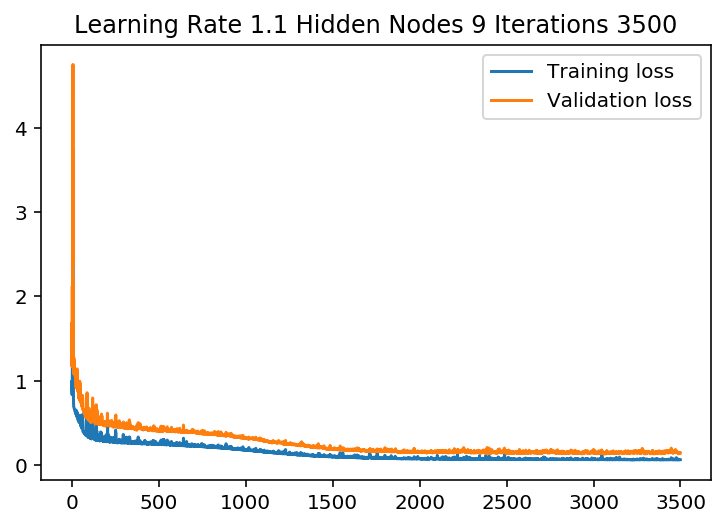 Learning Rate 1.1 Hidden Nodes 9 Iterations 3500
Training loss
Validation loss
4
3
2
1
0
0 500 1000 1500 2000 2500 3000 3500